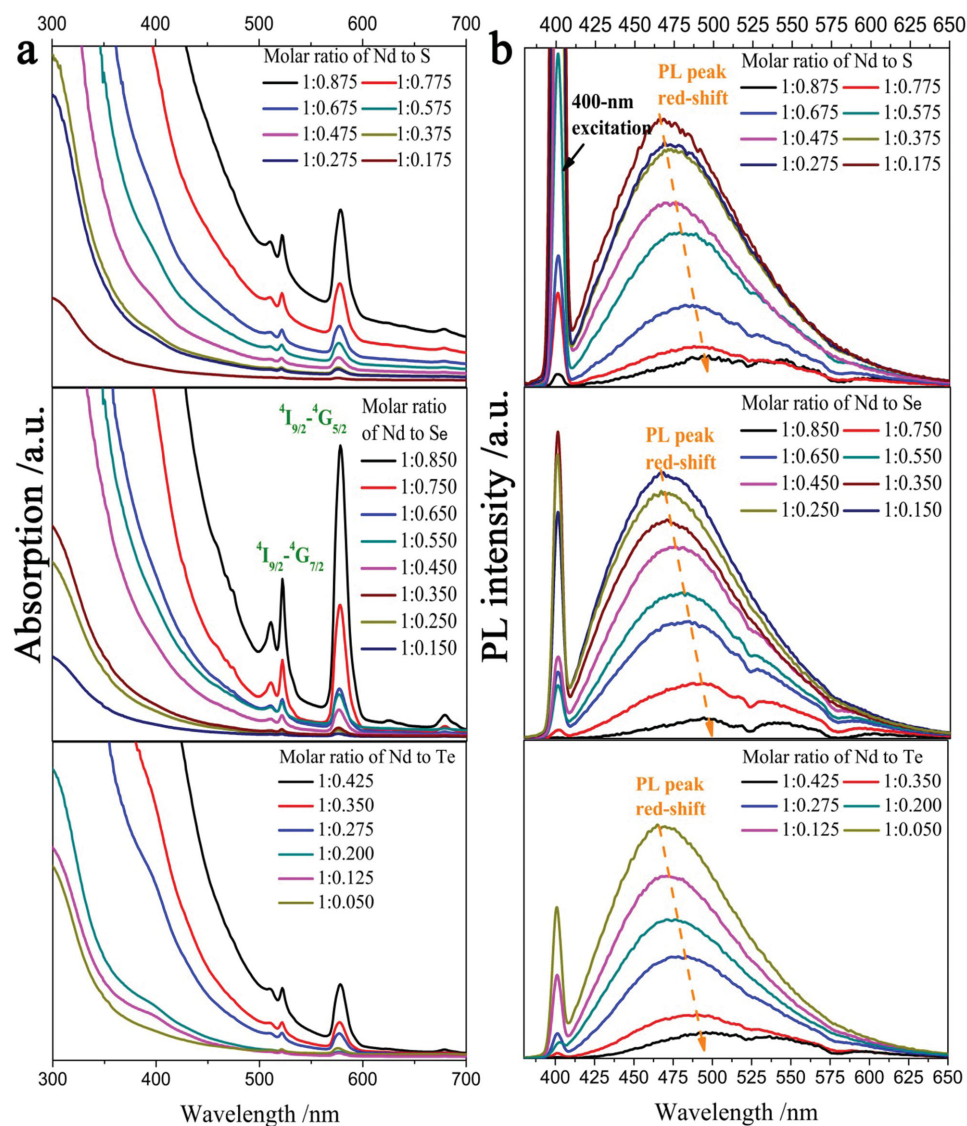 300 400 500 600 700
a
Molar ratio of Nd to S
1:0.875 1:0.775
1:0.675 1:0.575
1:0.475 1:0.375
1:0.275 1:0.175
⁴I₉/₂-⁴G₅/₂
⁴I₉/₂-⁴G₇/₂
Molar ratio
of Nd to Se
1:0.850
1:0.750
1:0.650
1:0.550
1:0.450
1:0.350
1:0.250
1:0.150
Molar ratio of Nd to Te
1:0.425
1:0.350
1:0.275
1:0.200
1:0.125
1:0.050
Absorption /a.u.
300 400 500 600 700
Wavelength /nm
400 425 450 475 500 525 550 575 600 625 650
b
400-nm
excitation
PL peak
red-shift
Molar ratio of Nd to S
1:0.875 1:0.775
1:0.675 1:0.575
1:0.475 1:0.375
1:0.275 1:0.175
PL peak
red-shift
Molar ratio of Nd to Se
1:0.850 1:0.750
1:0.650 1:0.550
1:0.450 1:0.350
1:0.250 1:0.150
PL peak
red-shift
Molar ratio of Nd to Te
1:0.425 1:0.350
1:0.275 1:0.200
1:0.125 1:0.050
PL intensity /a.u.
400 425 450 475 500 525 550 575 600 625 650
Wavelength /nm